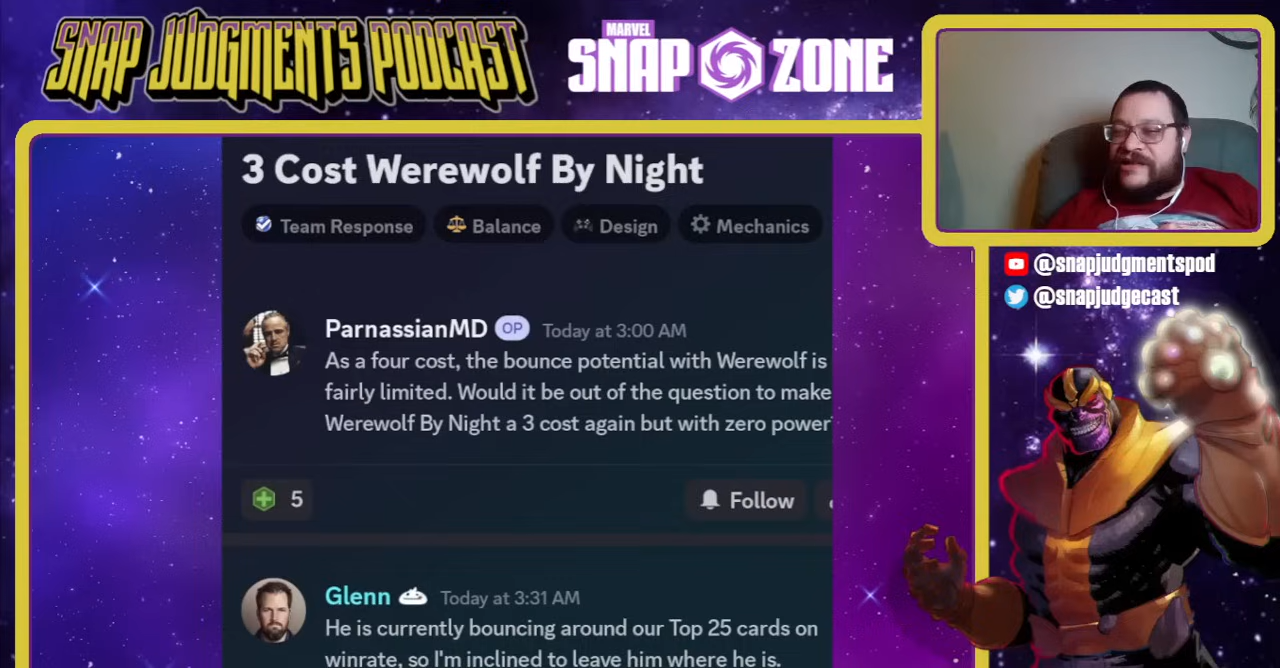 SNAP JUDGMENTS PODCAST
MARVEL
SNAP ZONE
3 Cost Werewolf By Night
Team Response
Balance
Design
Mechanics
ParnassianMD OP Today at 3:00 AM
As a four cost, the bounce potential with Werewolf is
fairly limited. Would it be out of the question to make
Werewolf By Night a 3 cost again but with zero power
5
Follow
Glenn Today at 3:31 AM
He is currently bouncing around our Top 25 cards on
winrate, so I'm inclined to leave him where he is.
@snapjudgmentspod
@snapjudgecast